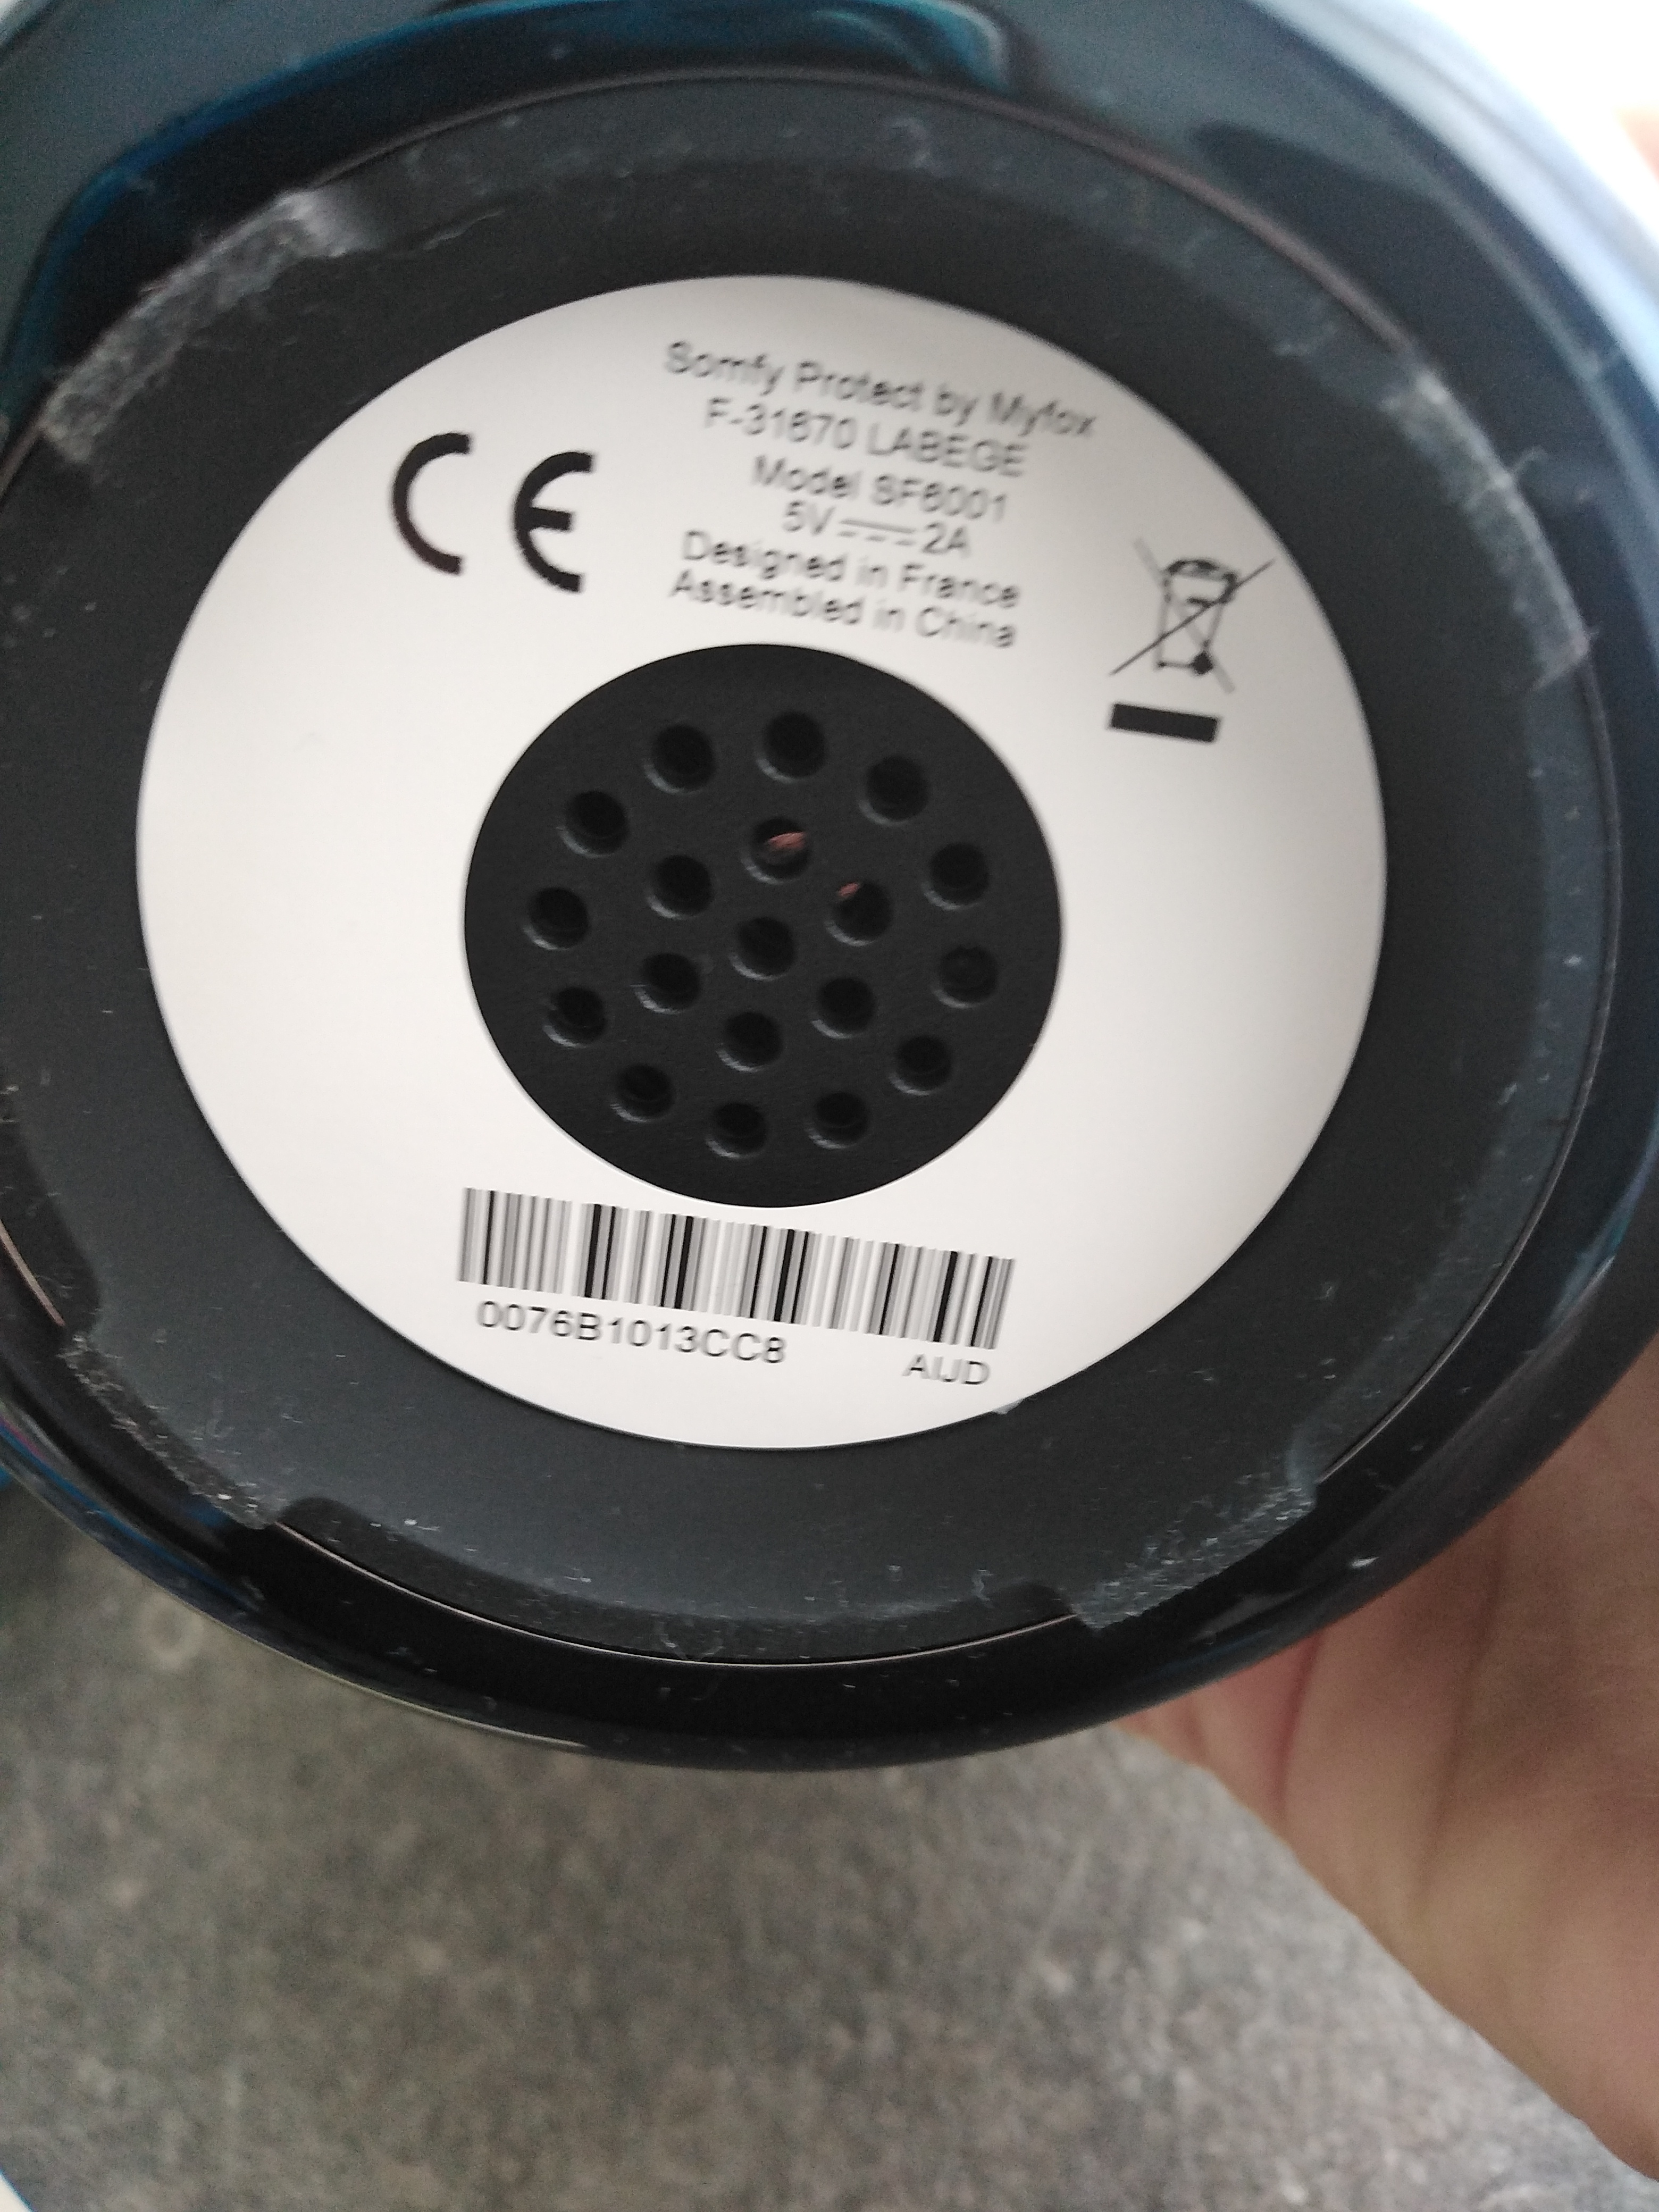 Somfy Protect by Myfox
F-31670 LABEGE
Model SF6001
5V 2A
Designed in France
Assembled in China
CE
0076B1013CC8 AIJD